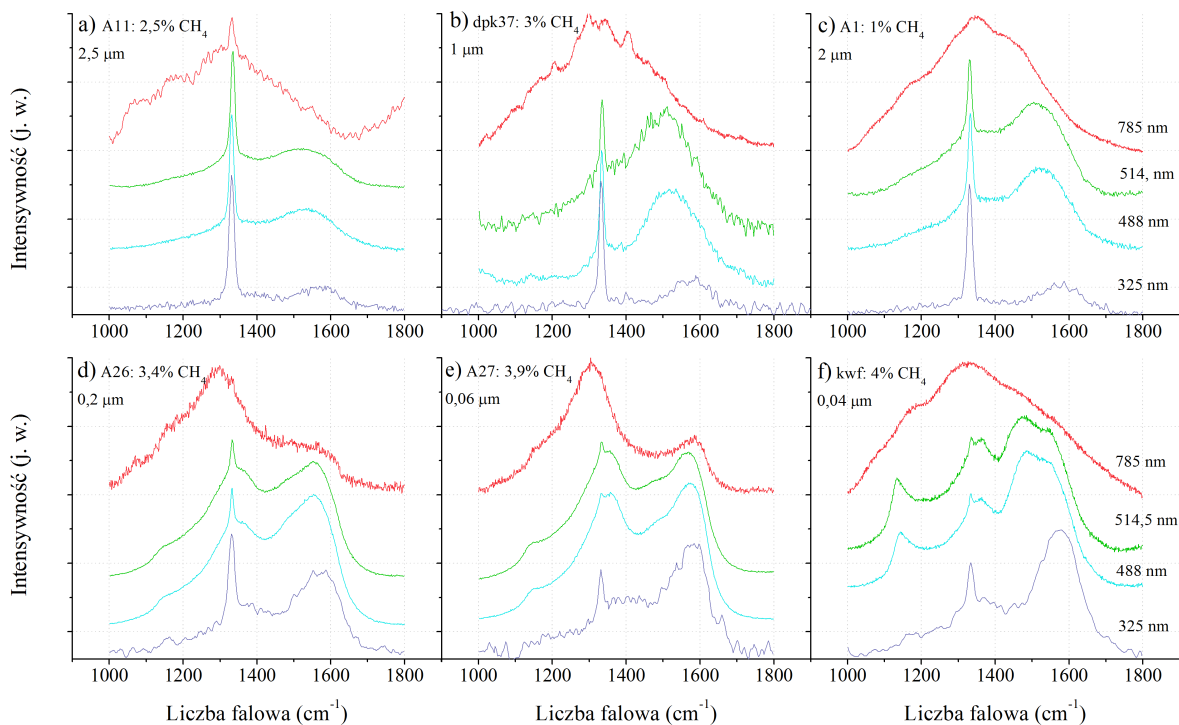 a) A11: 2,5% CH4
2,5 μm
b) dpk37: 3% CH4
1 μm
c) A1: 1% CH4
2 μm
785 nm
514, nm
488 nm
325 nm
Intensywność (j. w.)
1000 1200 1400 1600 1800
1000 1200 1400 1600 1800
1000 1200 1400 1600 1800
d) A26: 3,4% CH4
0,2 μm
e) A27: 3,9% CH4
0,06 μm
f) kwf: 4% CH4
0,04 μm
785 nm
514,5 nm
488 nm
325 nm
Intensywność (j. w.)
1000 1200 1400 1600 1800
1000 1200 1400 1600 1800
1000 1200 1400 1600 1800
Liczba falowa (cm-1)
Liczba falowa (cm-1)
Liczba falowa (cm-1)